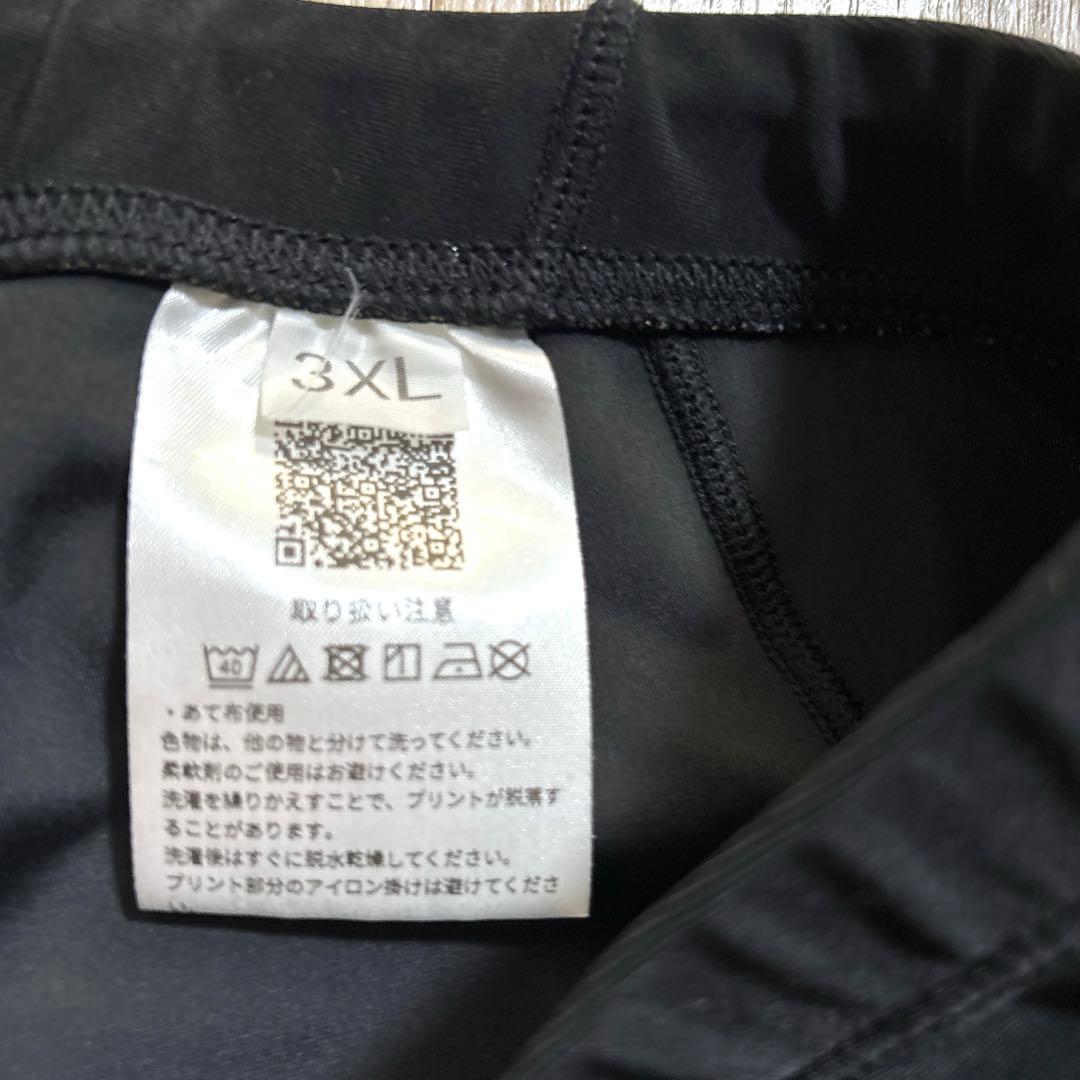 3XL
取り扱い注意
40
・あて布使用
色物は、他の物と分けて洗ってください。
柔軟剤のご使用はお避けください。
洗濯を繰りかえすことで、プリントが脱落す
ることがあります。
洗濯後はすぐに脱水乾燥してください。
プリント部分のアイロン掛けは避けてくださ
い。